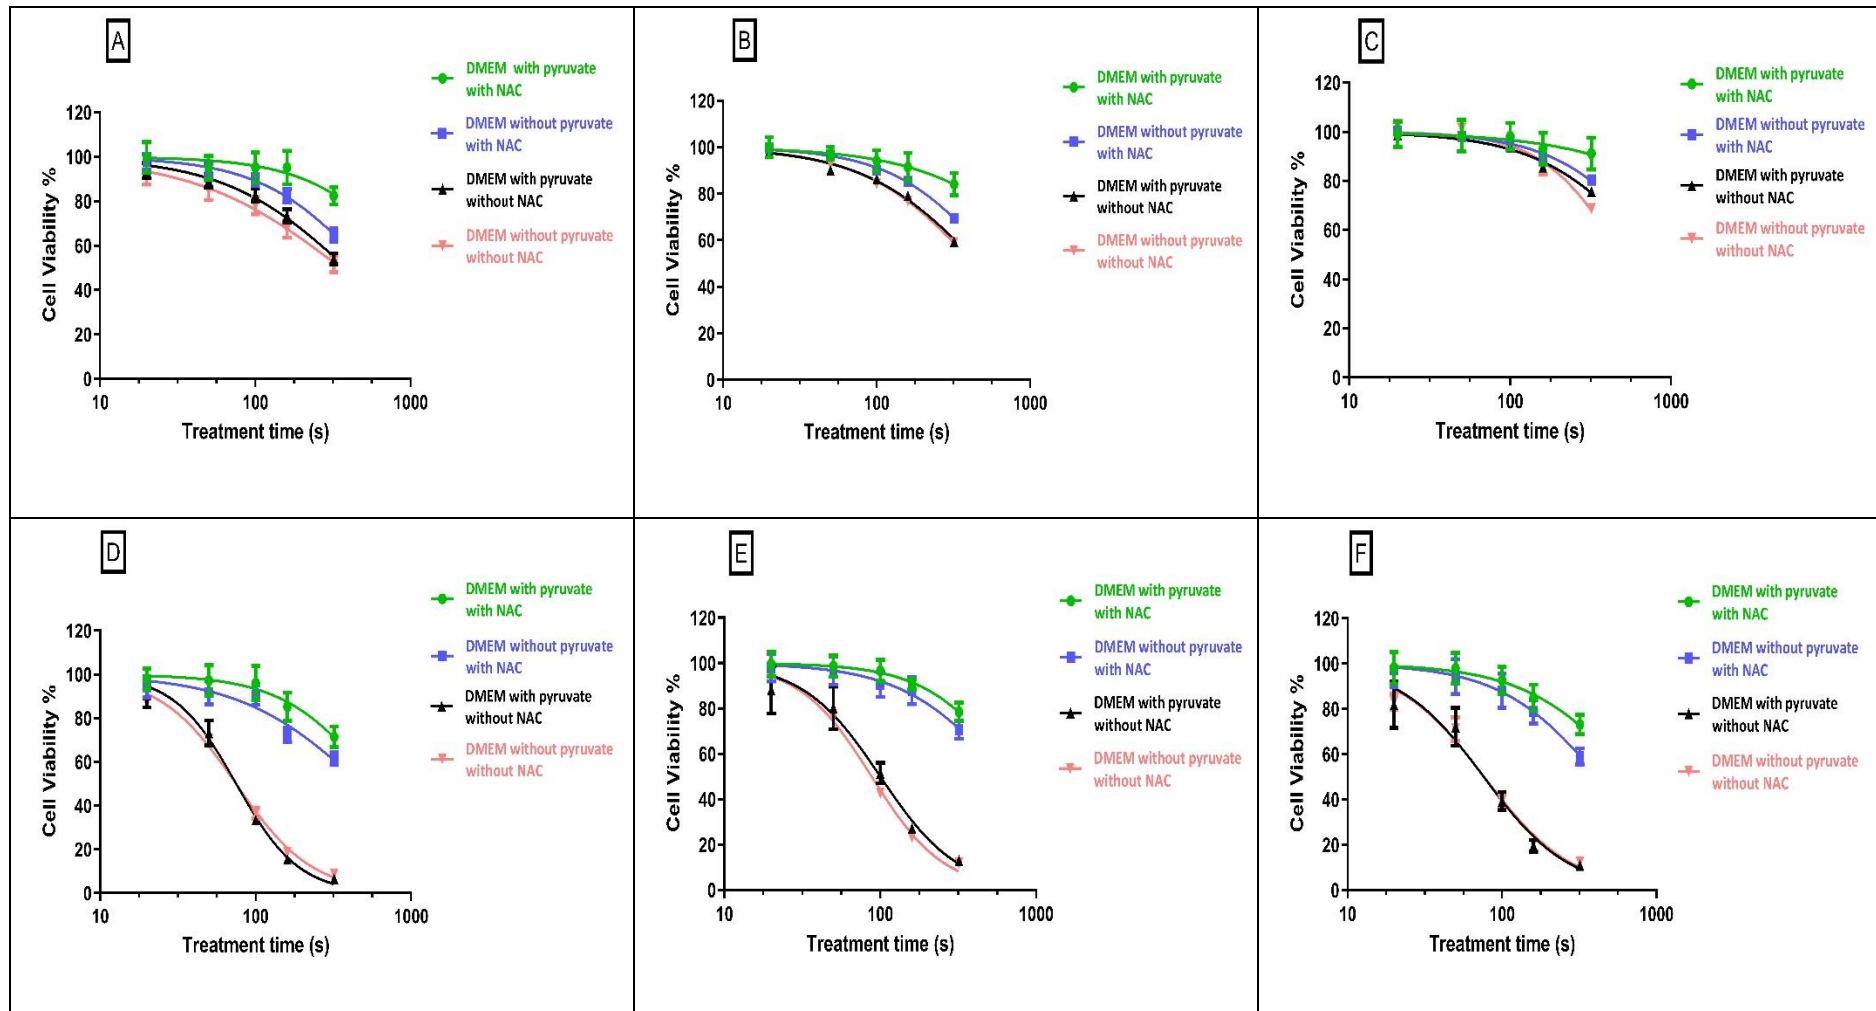 A
DMEM with pyruvate
with NAC
DMEM without pyruvate
with NAC
DMEM with pyruvate
without NAC
DMEM without pyruvate
without NAC
120
100
80
60
40
20
0
Cell Viability %
10
100
1000
Treatment time (s)
B
DMEM with pyruvate
with NAC
DMEM without pyruvate
with NAC
DMEM with pyruvate
without NAC
DMEM without pyruvate
without NAC
120
100
80
60
40
20
0
Cell Viability %
10
100
1000
Treatment time (s)
C
DMEM with pyruvate
with NAC
DMEM without pyruvate
with NAC
DMEM with pyruvate
without NAC
DMEM without pyruvate
without NAC
120
100
80
60
40
20
0
Cell Viability %
10
100
1000
Treatment time (s)
D
DMEM with pyruvate
with NAC
DMEM without pyruvate
with NAC
DMEM with pyruvate
without NAC
DMEM without pyruvate
without NAC
120
100
80
60
40
20
0
Cell Viability %
10
100
1000
Treatment time (s)
E
DMEM with pyruvate
with NAC
DMEM without pyruvate
with NAC
DMEM with pyruvate
without NAC
DMEM without pyruvate
without NAC
120
100
80
60
40
20
0
Cell Viability %
10
100
1000
Treatment time (s)
F
DMEM with pyruvate
with NAC
DMEM without pyruvate
with NAC
DMEM with pyruvate
without NAC
DMEM without pyruvate
without NAC
120
100
80
60
40
20
0
Cell Viability %
10
100
1000
Treatment time (s)